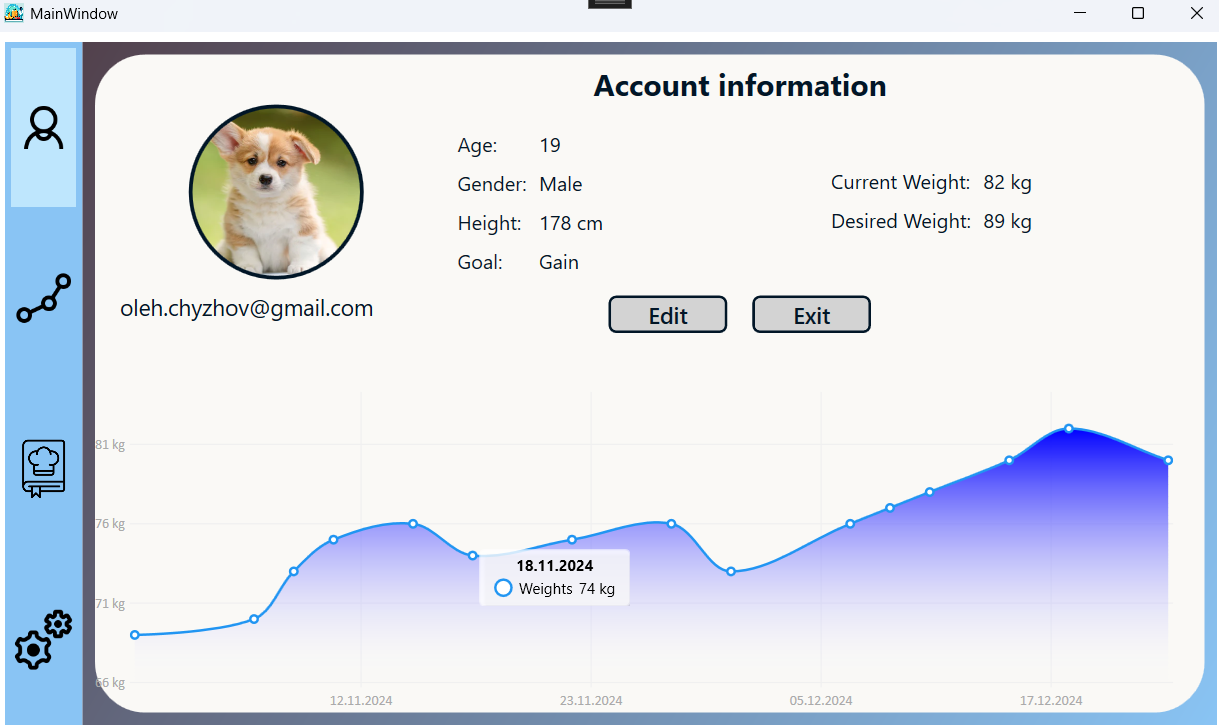 MainWindow
Account information
Age: 19
Gender: Male
Height: 178 cm
Goal: Gain
Current Weight: 82 kg
Desired Weight: 89 kg
oleh.chyzhov@gmail.com
Edit
Exit
81 kg
76 kg
18.11.2024
Weights 74 kg
71 kg
66 kg
12.11.2024
23.11.2024
05.12.2024
17.12.2024